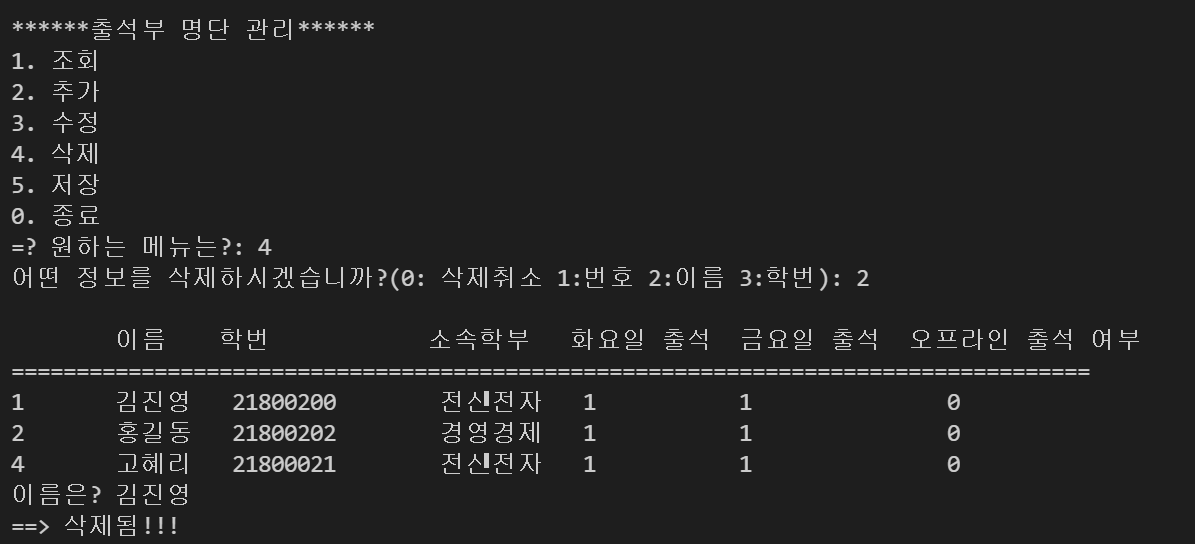 ******출석부 명단 관리******
1. 조회
2. 추가
3. 수정
4. 삭제
5. 저장
0. 종료
=? 원하는 메뉴는?: 4
어떤 정보를 삭제하시겠습니까?(0: 삭제취소 1:번호 2:이름 3:학번): 2
이름 학번 소속학부 화요일 출석 금요일 출석 오프라인 출석 여부
===================================================================================
1 김진영 21800200 전산전자 1 1 0
2 홍길동 21800202 경영경제 1 1 0
4 고혜리 21800021 전산전자 1 1 0
이름은? 김진영
==> 삭제됨!!!